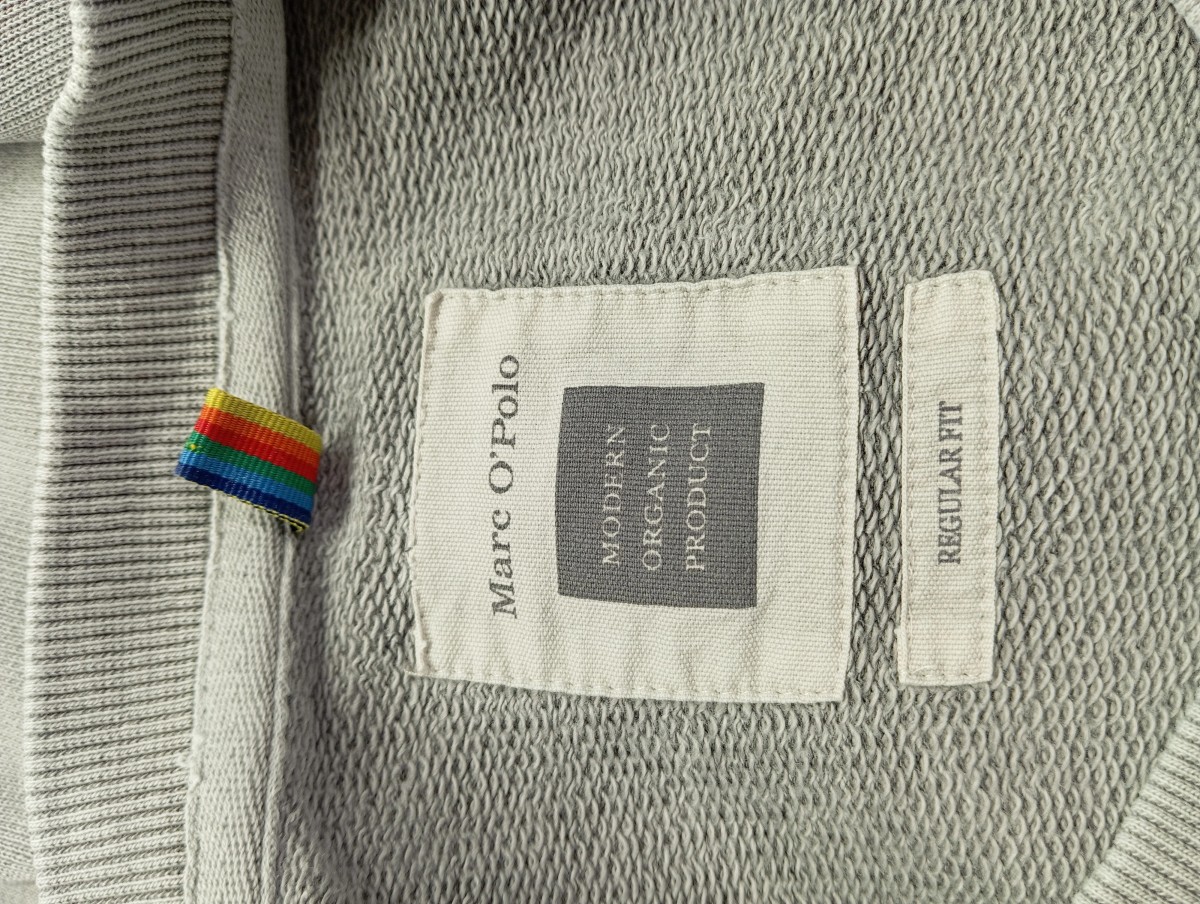 Marc O'Polo
MODERN
ORGANIC
PRODUCT
REGULAR FIT